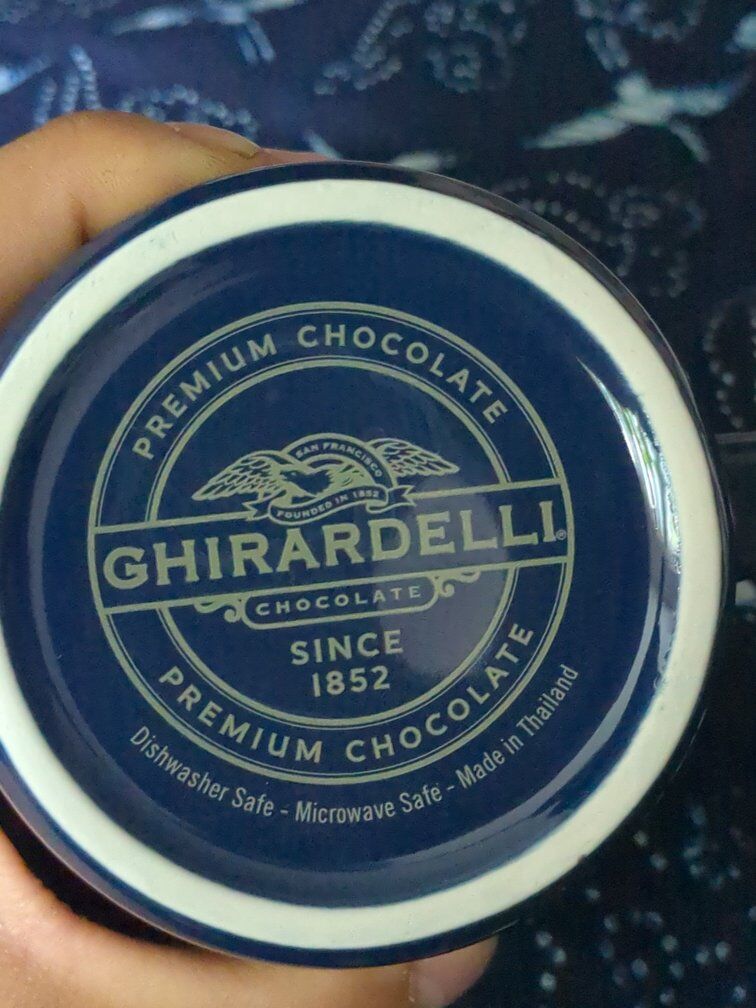 PREMIUM CHOCOLATE
SAN FRANCISCO
FOUNDED IN 1852
GHIRARDELLI®
CHOCOLATE
SINCE
1852
PREMIUM CHOCOLATE
Dishwasher Safe - Microwave Safe - Made in Thailand